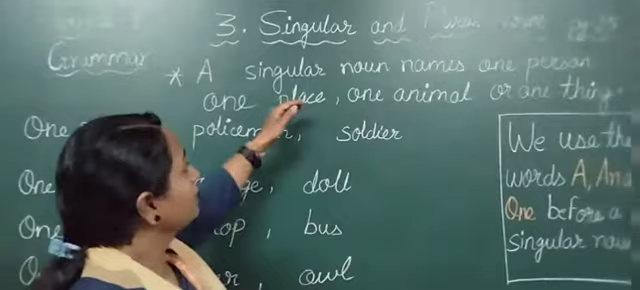 3. Singular and
Grammar
* A singular noun names one person
one place, one animal or one thing.
One policeman, soldier
One doll
One bus
owl
We use the
words A, An
One before a
singular noun